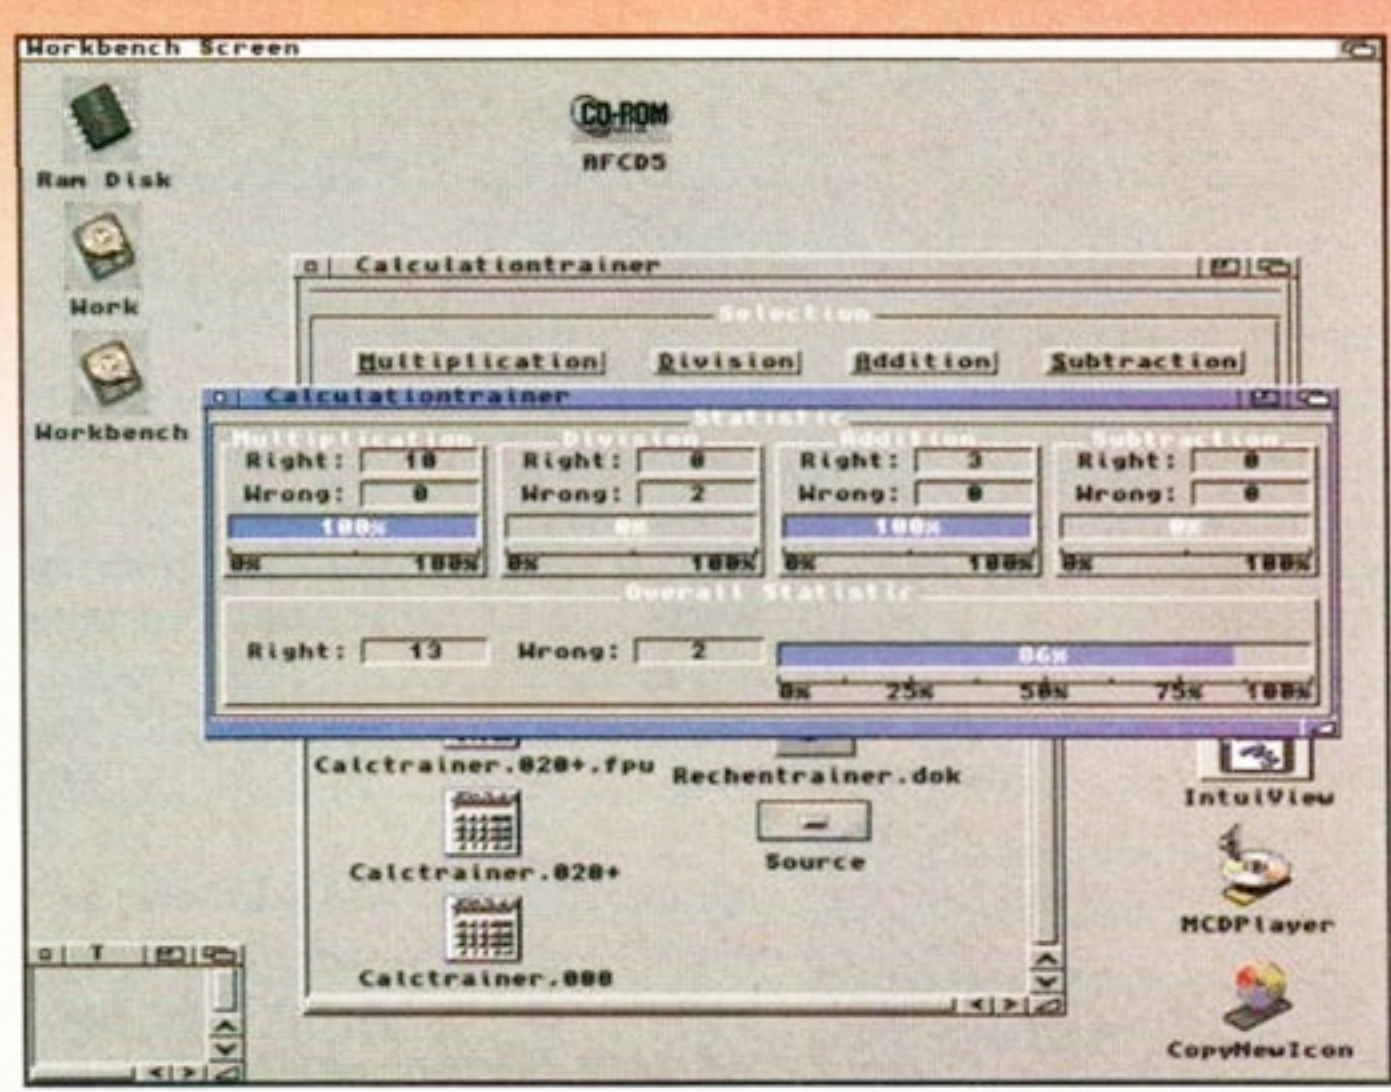 Workbench Screen
CD-ROM
AFCD5
Ram Disk
Work
Workbench
Calculationtrainer
Selection
Multiplication Division Addition Subtraction
Calculationtrainer
Statistic
Multiplication Division Addition Subtraction
Right: 10 Right: 0 Right: 3 Right: 0
Wrong: 0 Wrong: 2 Wrong: 0 Wrong: 0
100% 0% 100% 0%
0% 100% 0% 100% 0% 100% 0% 100%
Overall Statistic
Right: 13 Wrong: 2 86%
0% 25% 50% 75% 100%
Calctrainer.020+.fpu Rechentrainer.dok
IntuiView
Calctrainer.020+ Source
MCDPlayer
T
Calctrainer.000
CopyNewIcon